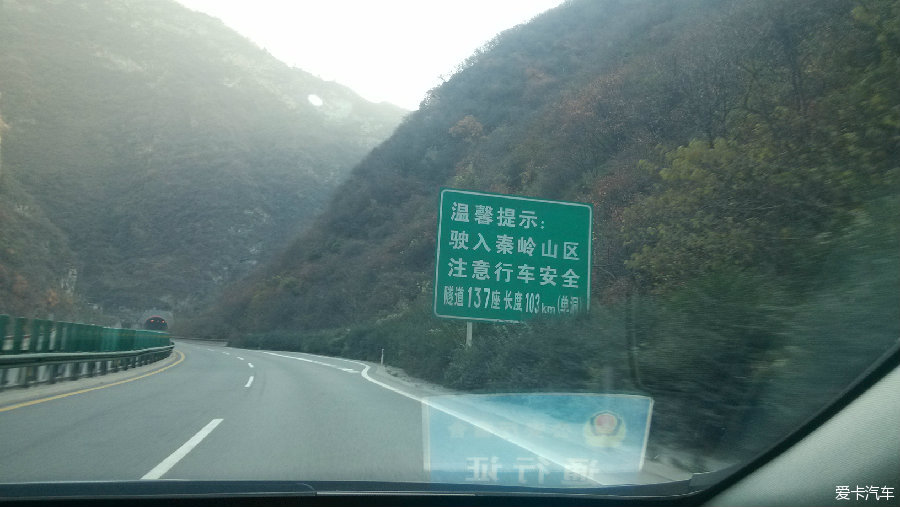 温馨提示:
驶入秦岭山区
注意行车安全
隧道137座长度103km(单洞
通行证
爱卡汽车